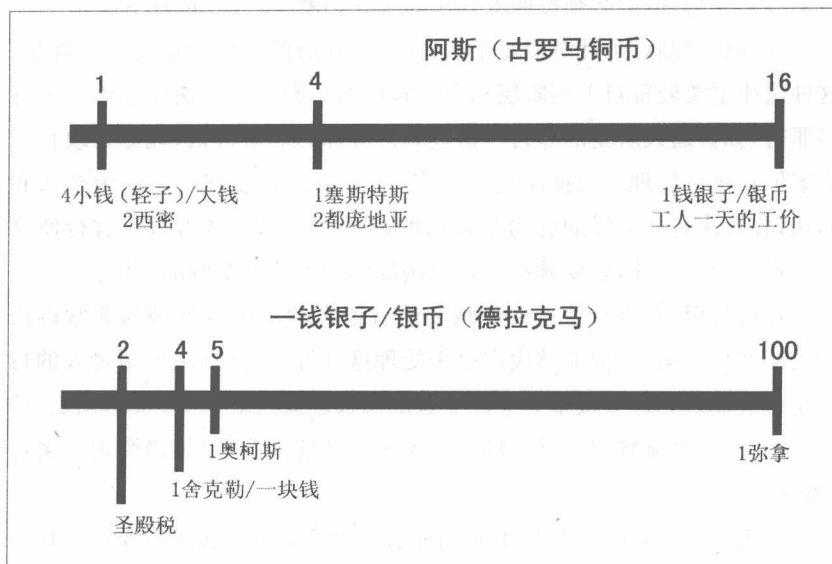 阿斯（古罗马铜币）
1 4 16
4小钱（轻子）/大钱 1塞斯特斯 1钱银子/银币
2西密 2都庞地亚 工人一天的工价
一钱银子/银币（德拉克马）
2 4 5 100
1奥柯斯 1弥拿
1舍克勒/一块钱
圣殿税